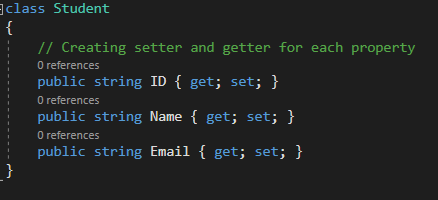 class Student
{
// Creating setter and getter for each property
0 references
public string ID { get; set; }
0 references
public string Name { get; set; }
0 references
public string Email { get; set; }
}